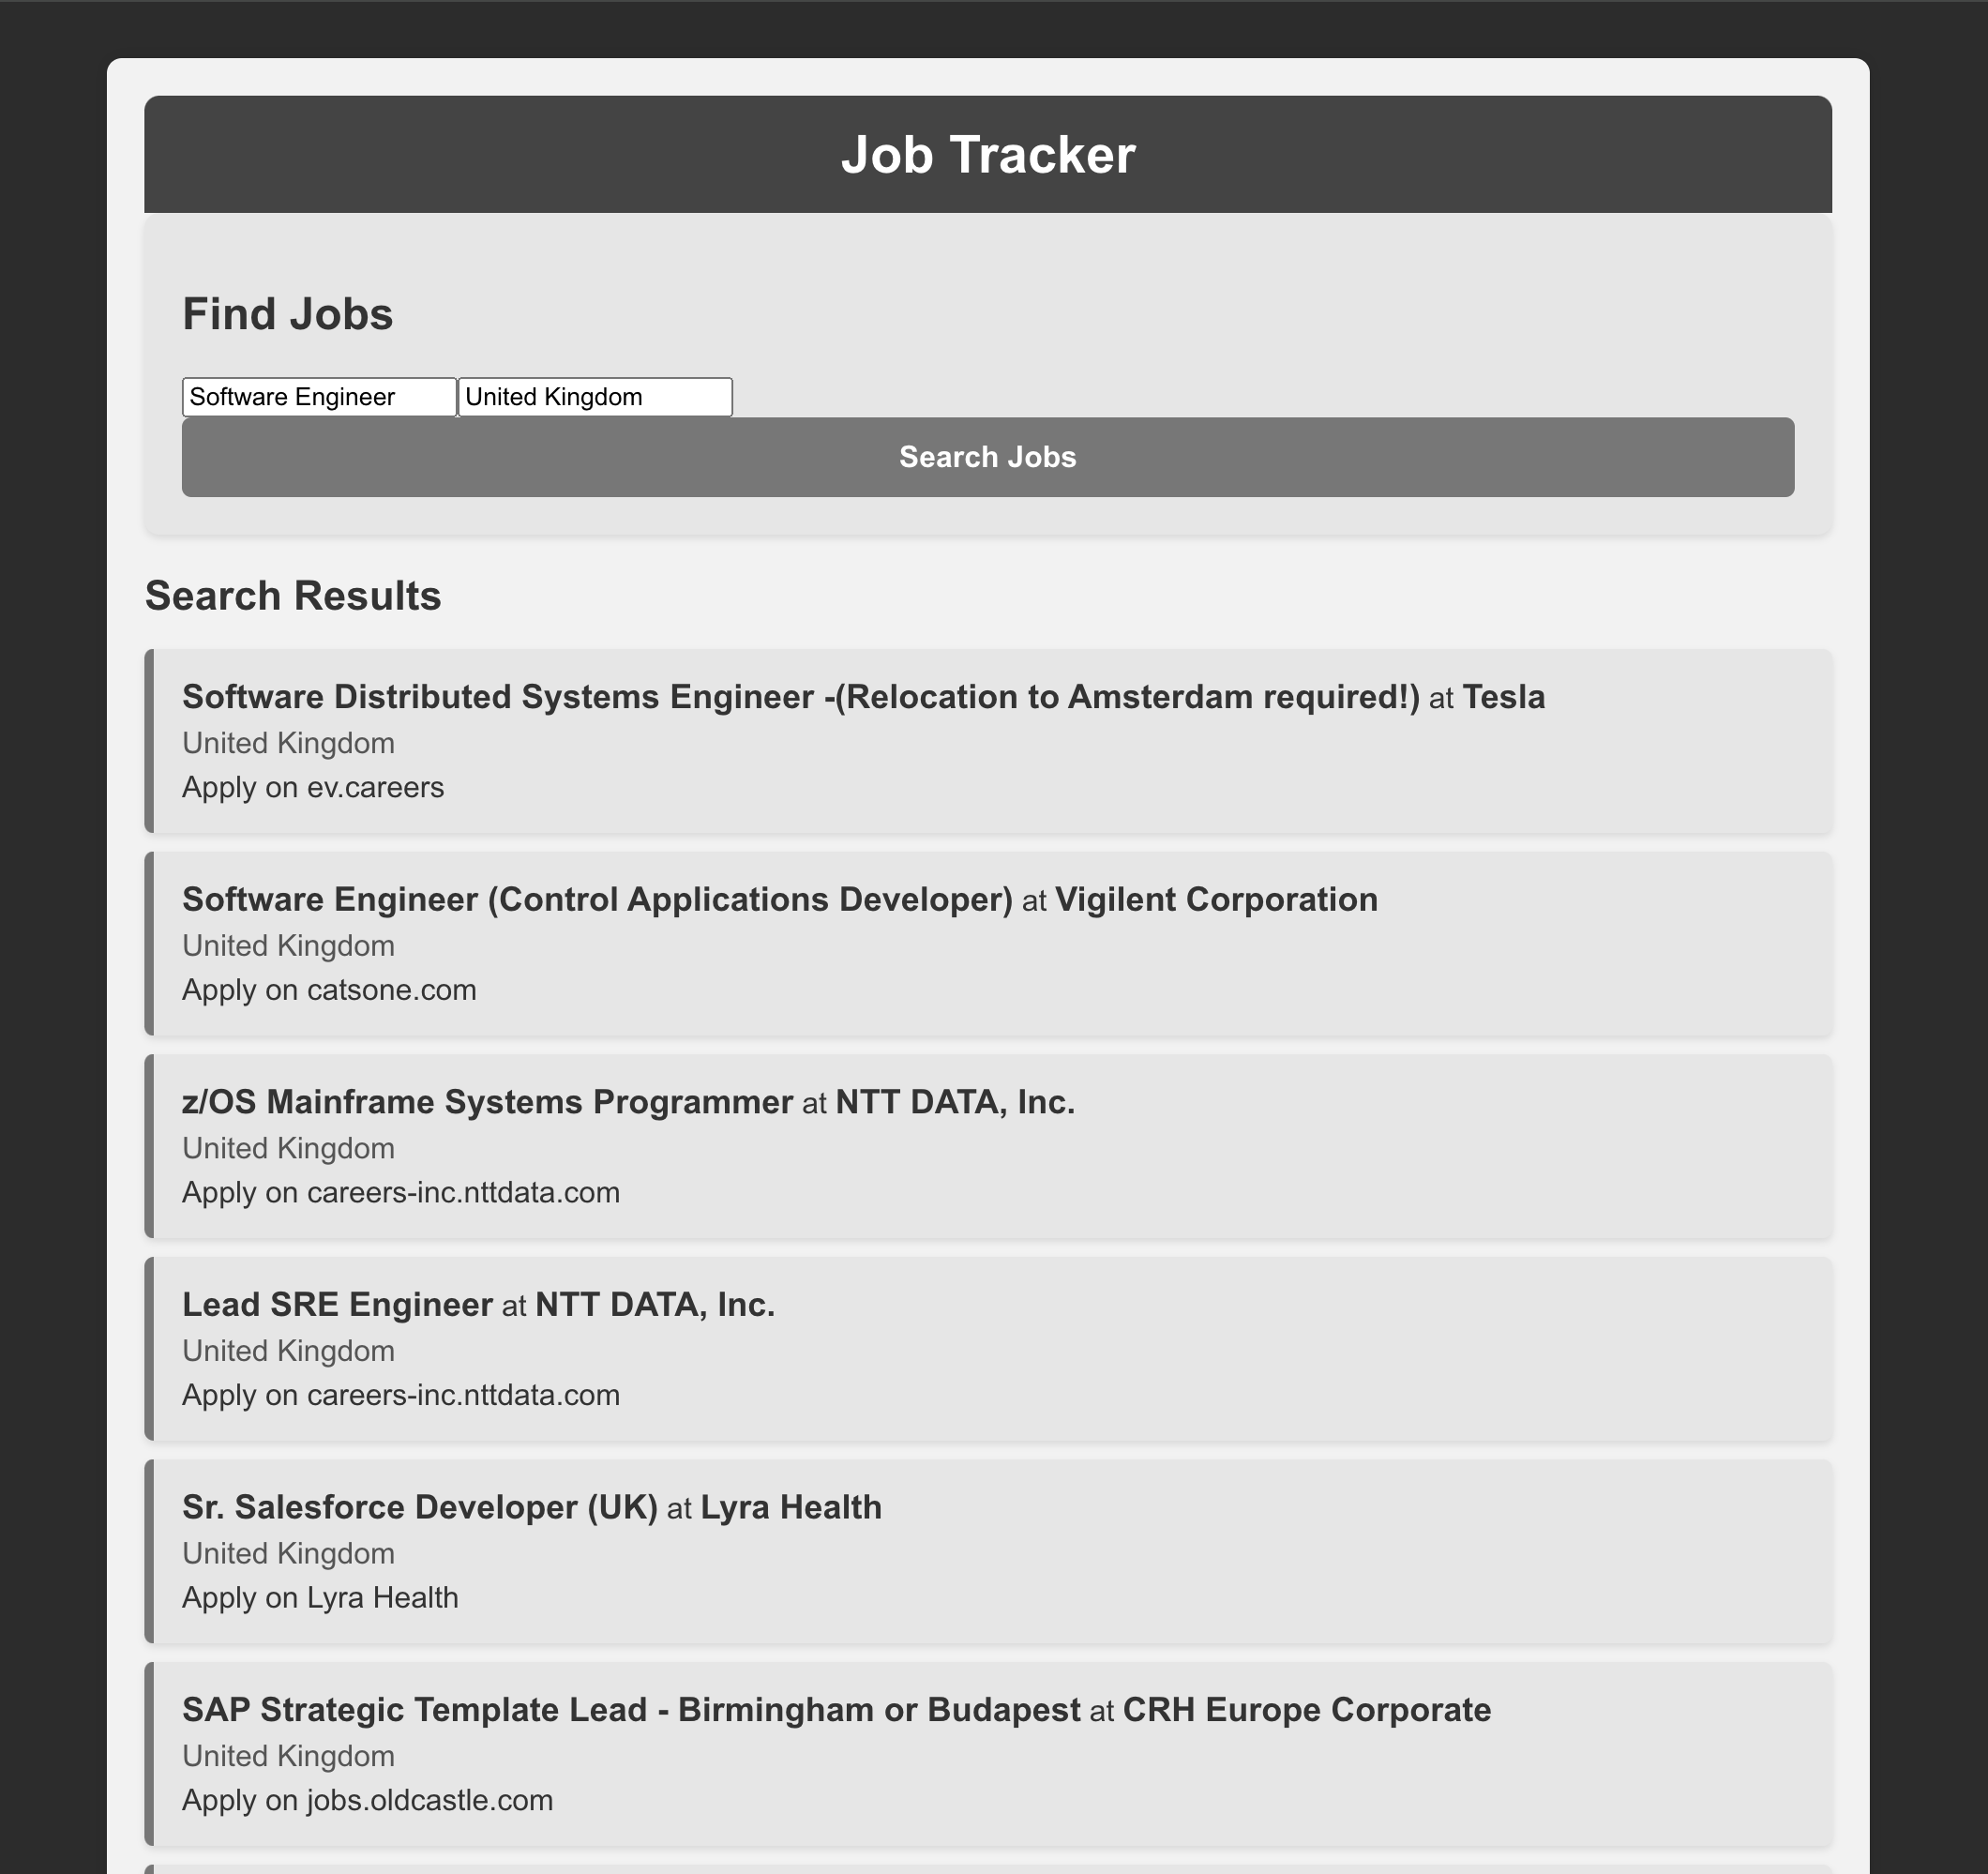 Job Tracker
Find Jobs
Software Engineer United Kingdom
Search Jobs
Search Results
Software Distributed Systems Engineer -(Relocation to Amsterdam required!) at Tesla
United Kingdom
Apply on ev.careers
Software Engineer (Control Applications Developer) at Vigilent Corporation
United Kingdom
Apply on catsone.com
z/OS Mainframe Systems Programmer at NTT DATA, Inc.
United Kingdom
Apply on careers-inc.nttdata.com
Lead SRE Engineer at NTT DATA, Inc.
United Kingdom
Apply on careers-inc.nttdata.com
Sr. Salesforce Developer (UK) at Lyra Health
United Kingdom
Apply on Lyra Health
SAP Strategic Template Lead - Birmingham or Budapest at CRH Europe Corporate
United Kingdom
Apply on jobs.oldcastle.com